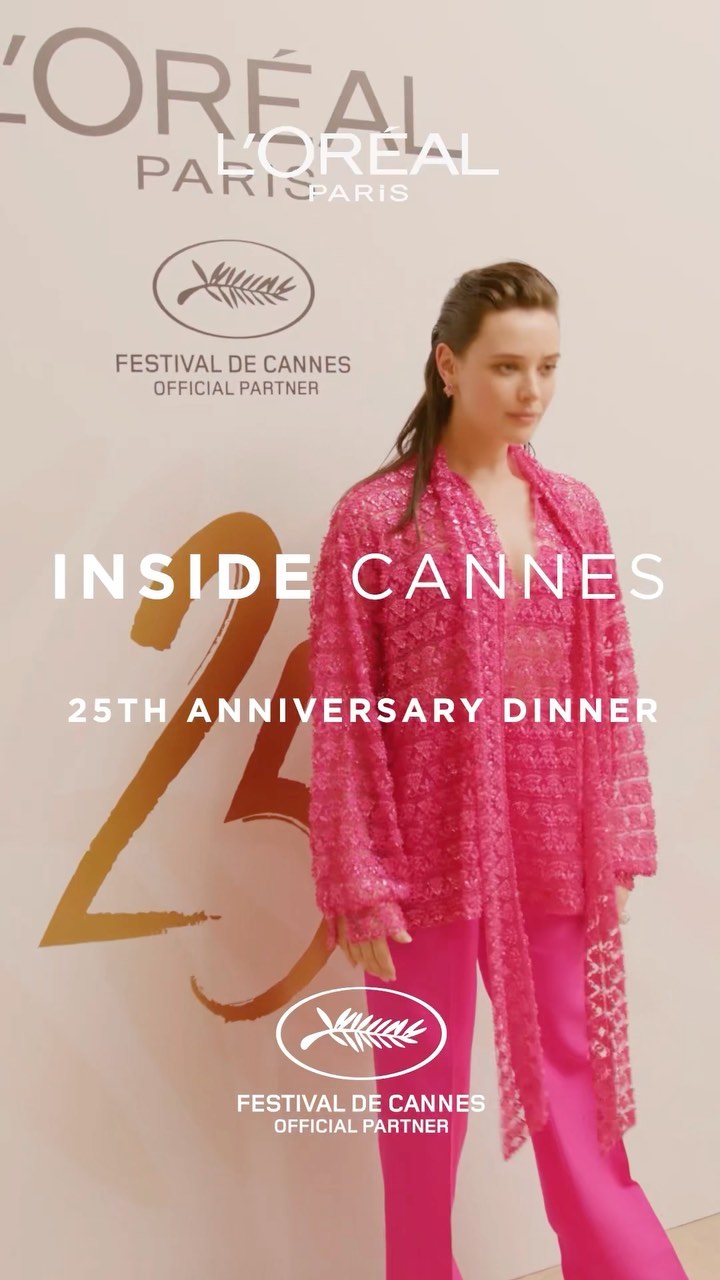 L'ORÉAL
PARIS
L'ORÉAL
PARiS
FESTIVAL DE CANNES
OFFICIAL PARTNER
25
INSIDE CANNES
25TH ANNIVERSARY DINNER
FESTIVAL DE CANNES
OFFICIAL PARTNER